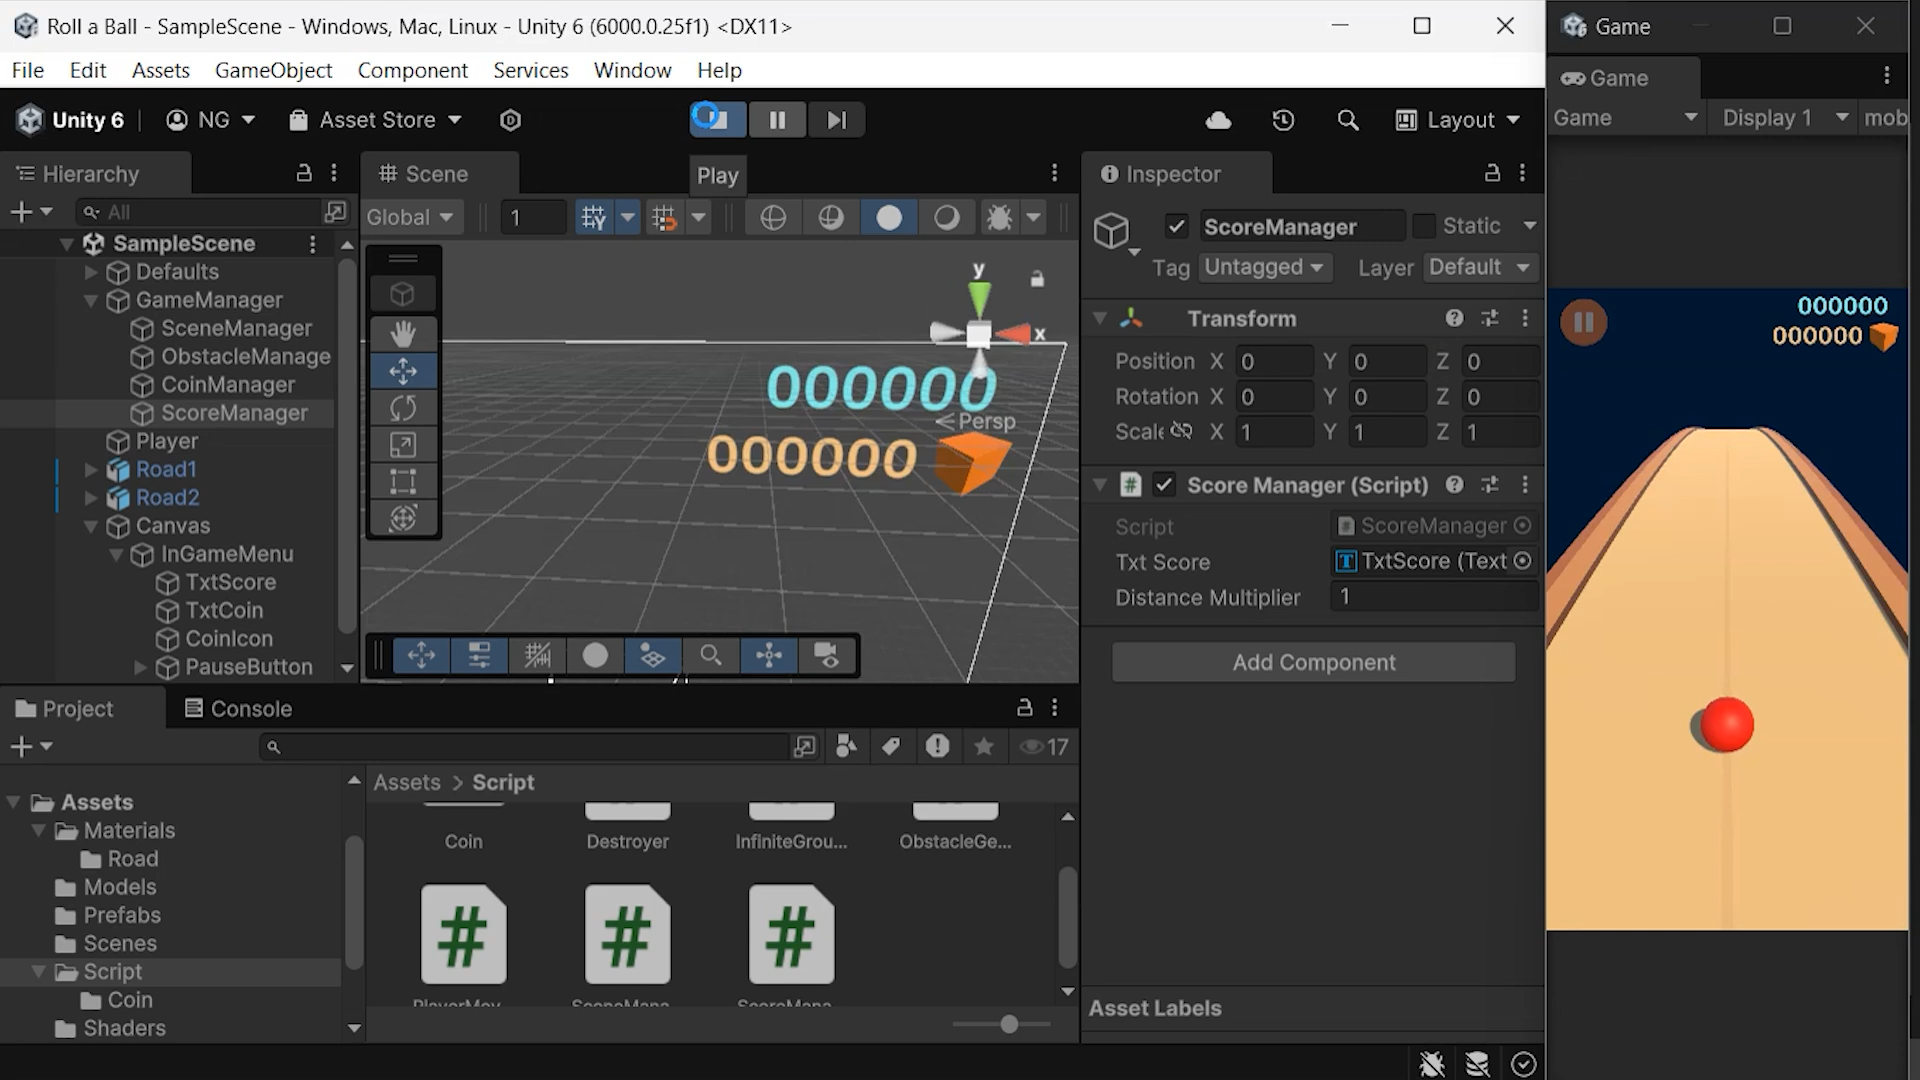 Roll a Ball - SampleScene - Windows, Mac, Linux - Unity 6 (6000.0.25f1) <DX11>
File Edit Assets GameObject Component Services Window Help
Unity 6 NG Asset Store Layout
Play
Hierarchy
All
SampleScene
Defaults
GameManager
SceneManager
ObstacleManage
CoinManager
ScoreManager
Player
Road1
Road2
Canvas
InGameMenu
TxtScore
TxtCoin
CoinIcon
PauseButton
Scene
Global 1
y
x
Persp
000000
000000
Inspector
ScoreManager Static
Tag Untagged Layer Default
Transform
Position X 0 Y 0 Z 0
Rotation X 0 Y 0 Z 0
Scale X 1 Y 1 Z 1
# Score Manager (Script)
Script ScoreManager
Txt Score TxtScore (Text
Distance Multiplier 1
Add Component
Asset Labels
Project Console
17
Assets
Materials
Road
Models
Prefabs
Scenes
Script
Coin
Shaders
Assets > Script
Coin Destroyer InfiniteGrou... ObstacleGe...
# # #
PlayerMov... SceneMana... ScoreMana...
Game
Game
Game Display 1 mob
000000
000000